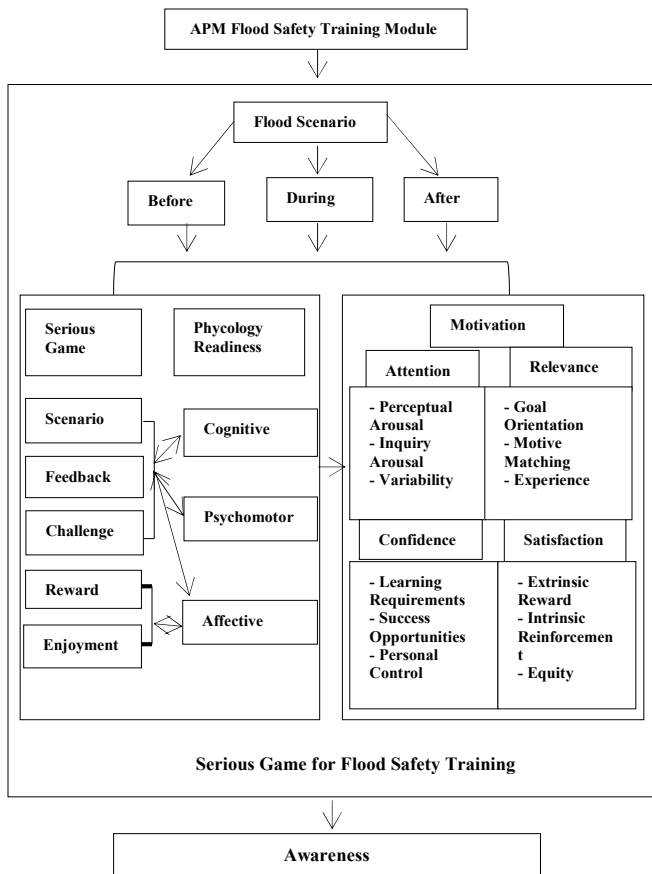 APM Flood Safety Training Module
Flood Scenario
Before
During
After
Serious
Game
Phycology
Readiness
Scenario
Feedback
Challenge
Reward
Enjoyment
Cognitive
Psychomotor
Affective
Motivation
Attention
Relevance
- Perceptual
Arousal
- Inquiry
Arousal
- Variability
- Goal
Orientation
- Motive
Matching
- Experience
Confidence
Satisfaction
- Learning
Requirements
- Success
Opportunities
- Personal
Control
- Extrinsic
Reward
- Intrinsic
Reinforcemen
t
- Equity
Serious Game for Flood Safety Training
Awareness